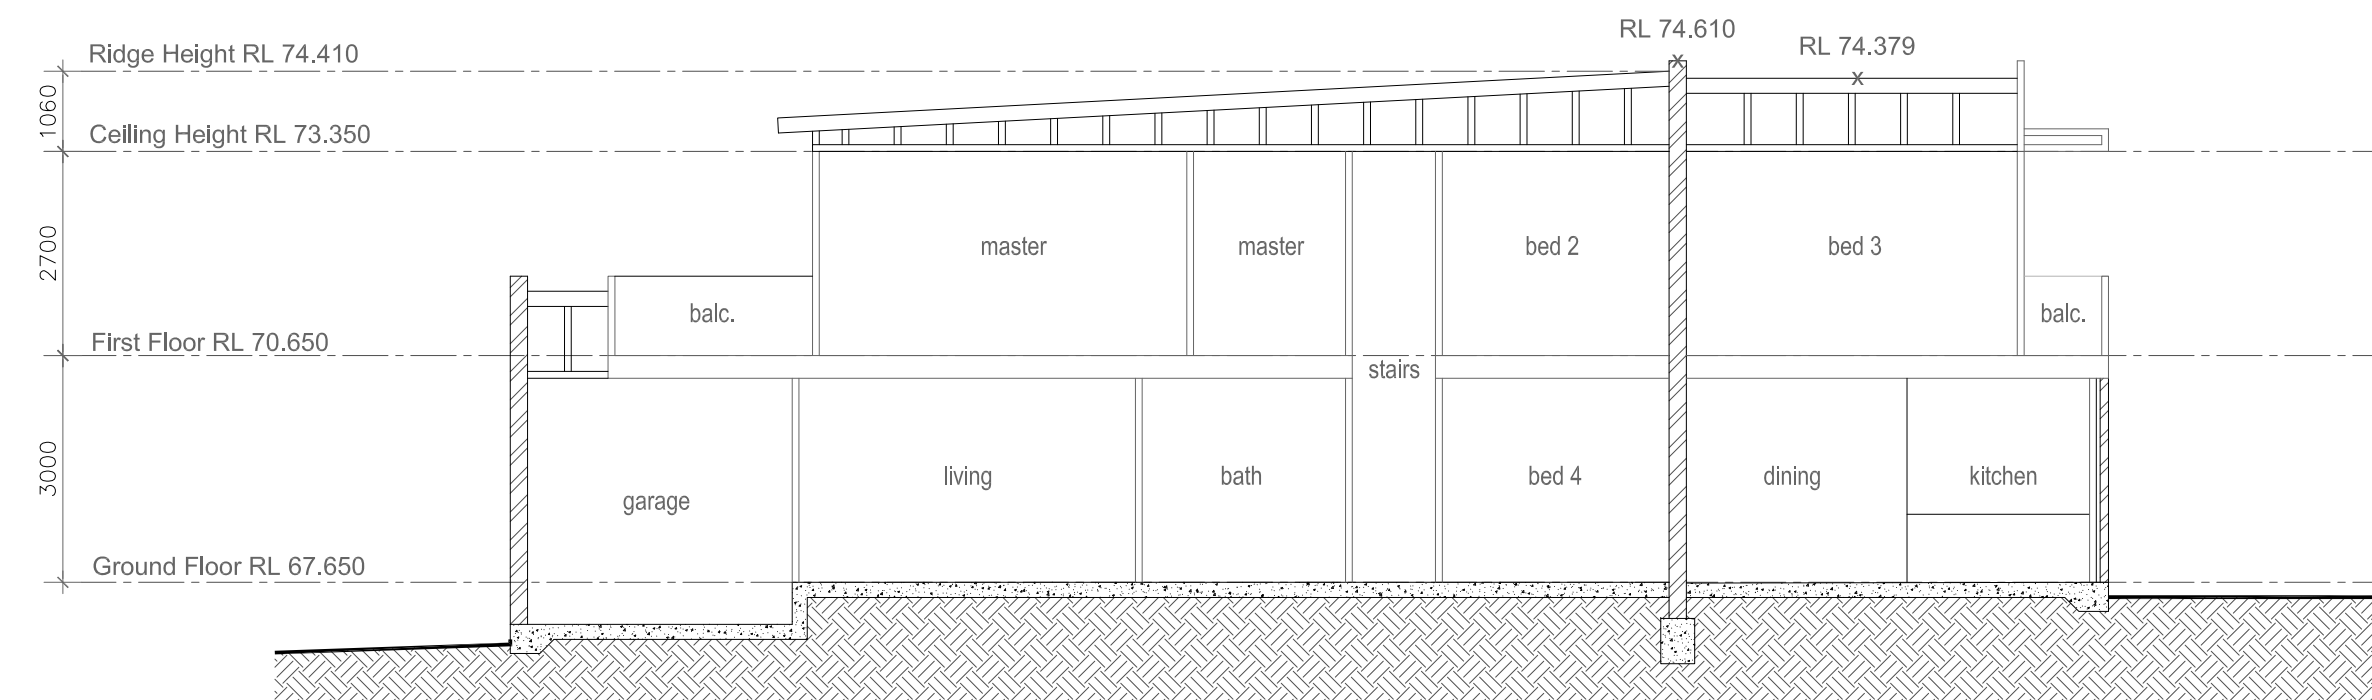 RL 74.610
RL 74.379
x
x
Ridge Height RL 74.410
1060
Ceiling Height RL 73.350
2700
master
master
bed 2
bed 3
balc.
balc.
First Floor RL 70.650
stairs
3000
garage
living
bath
bed 4
dining
kitchen
Ground Floor RL 67.650